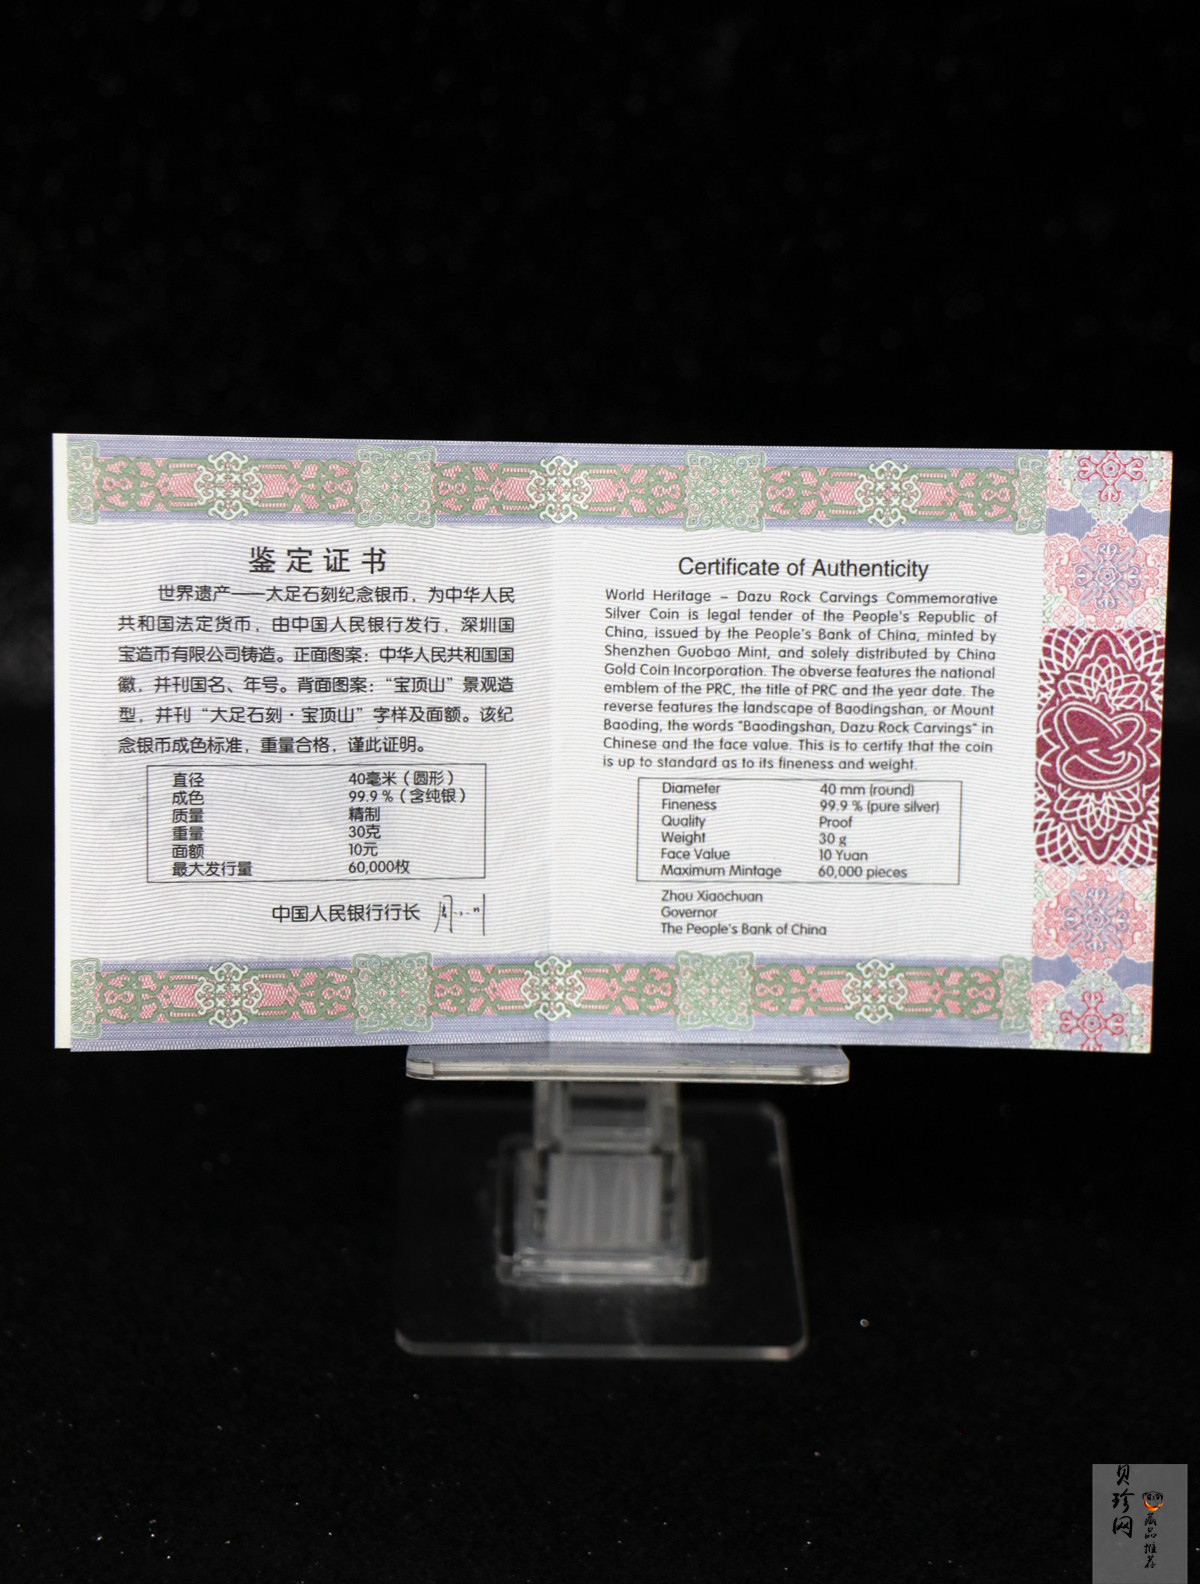 鉴定证书
世界遗产——大足石刻纪念银币，为中华人民
共和国法定货币，由中国人民银行发行，深圳国
宝造币有限公司铸造。正面图案：中华人民共和国国
徽，并刊国名、年号。背面图案：“宝顶山”景观造
型，并刊“大足石刻·宝顶山”字样及面额。该纪
念银币成色标准，重量合格，谨此证明。
直径 40毫米（圆形）
成色 99.9％（含纯银）
质量 精制
重量 30克
面额 10元
最大发行量 60,000枚
中国人民银行行长
Certificate of Authenticity
World Heritage – Dazu Rock Carvings Commemorative
Silver Coin is legal tender of the People's Republic of
China, issued by the People's Bank of China, minted by
Shenzhen Guobao Mint, and solely distributed by China
Gold Coin Incorporation. The obverse features the national
emblem of the PRC, the title of PRC and the year date. The
reverse features the landscape of Baodingshan, or Mount
Baoding, the words "Baodingshan, Dazu Rock Carvings" in
Chinese and the face value. This is to certify that the coin
is up to standard as to its fineness and weight.
Diameter 40 mm (round)
Fineness 99.9 % (pure silver)
Quality Proof
Weight 30 g
Face Value 10 Yuan
Maximum Mintage 60,000 pieces
Zhou Xiaochuan
Governor
The People's Bank of China
贝珍网
藏品推荐